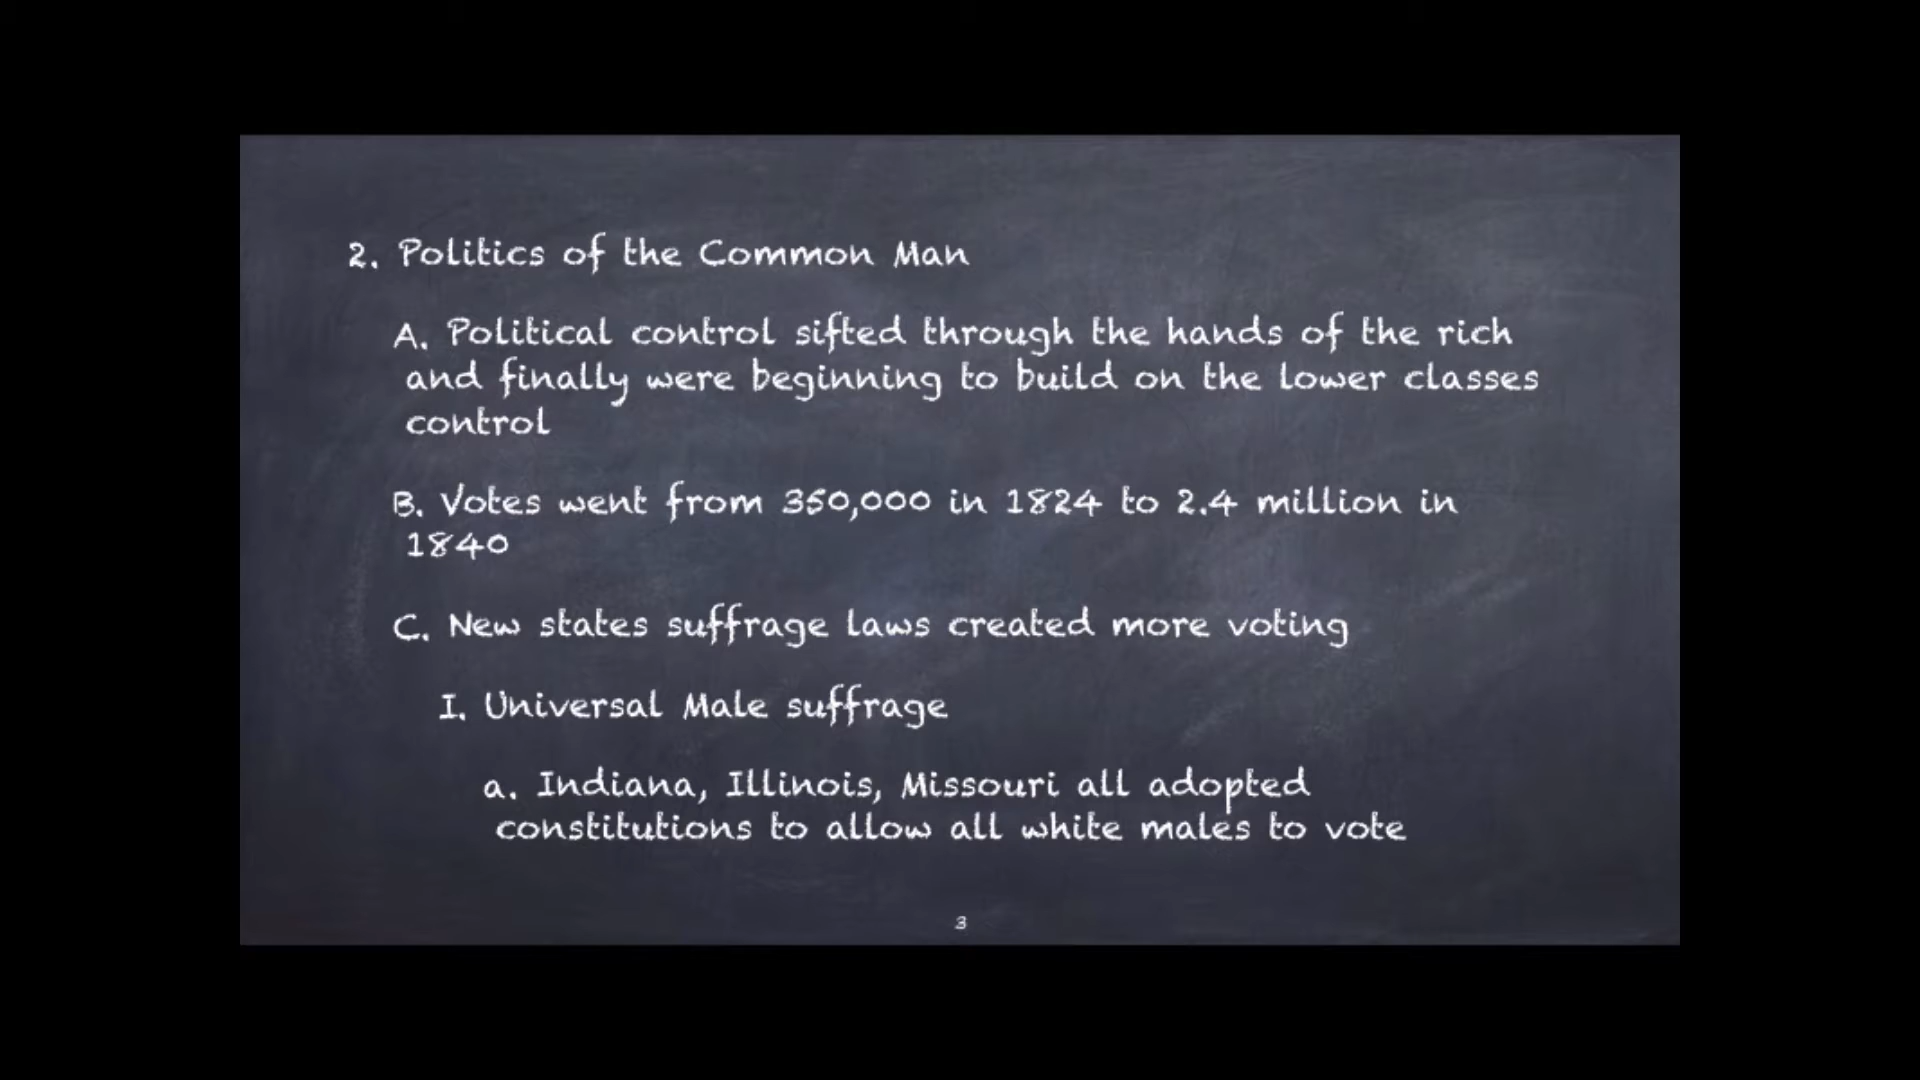 2. Politics of the Common Man
A. Political control sifted through the hands of the rich
and finally were beginning to build on the lower classes
control
B. Votes went from 350,000 in 1824 to 2.4 million in
1840
C. New states suffrage laws created more voting
I. Universal Male suffrage
a. Indiana, Illinois, Missouri all adopted
constitutions to allow all white males to vote
3